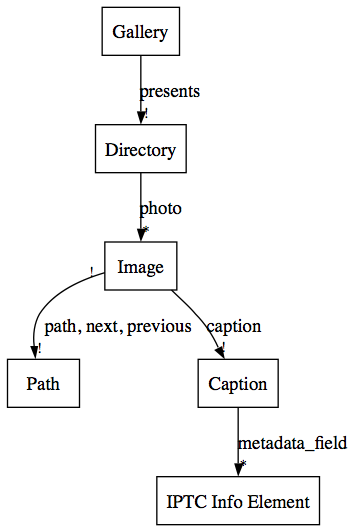 Gallery
presents
!
Directory
photo
*
Image
!
path, next, previous
caption
!
!
Path
Caption
metadata_field
*
IPTC Info Element